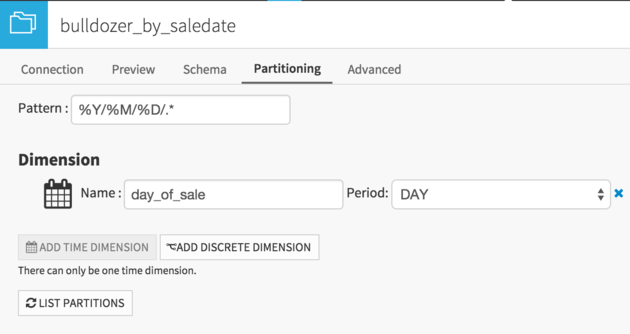 bulldozer_by_saledate
Connection Preview Schema Partitioning Advanced
Pattern : %Y/%M/%D/.*
Dimension
Name : day_of_sale Period: DAY
ADD TIME DIMENSION ADD DISCRETE DIMENSION
There can only be one time dimension.
LIST PARTITIONS